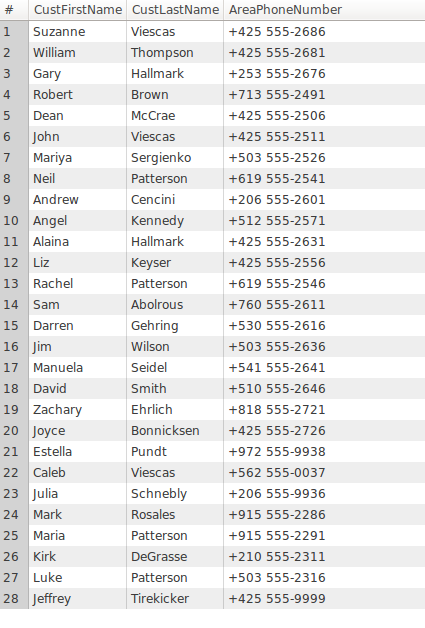 # CustFirstName CustLastName AreaPhoneNumber
1 Suzanne Viescas +425 555-2686
2 William Thompson +425 555-2681
3 Gary Hallmark +253 555-2676
4 Robert Brown +713 555-2491
5 Dean McCrae +425 555-2506
6 John Viescas +425 555-2511
7 Mariya Sergienko +503 555-2526
8 Neil Patterson +619 555-2541
9 Andrew Cencini +206 555-2601
10 Angel Kennedy +512 555-2571
11 Alaina Hallmark +425 555-2631
12 Liz Keyser +425 555-2556
13 Rachel Patterson +619 555-2546
14 Sam Abolrous +760 555-2611
15 Darren Gehring +530 555-2616
16 Jim Wilson +503 555-2636
17 Manuela Seidel +541 555-2641
18 David Smith +510 555-2646
19 Zachary Ehrlich +818 555-2721
20 Joyce Bonnicksen +425 555-2726
21 Estella Pundt +972 555-9938
22 Caleb Viescas +562 555-0037
23 Julia Schnebly +206 555-9936
24 Mark Rosales +915 555-2286
25 Maria Patterson +915 555-2291
26 Kirk DeGrasse +210 555-2311
27 Luke Patterson +503 555-2316
28 Jeffrey Tirekicker +425 555-9999